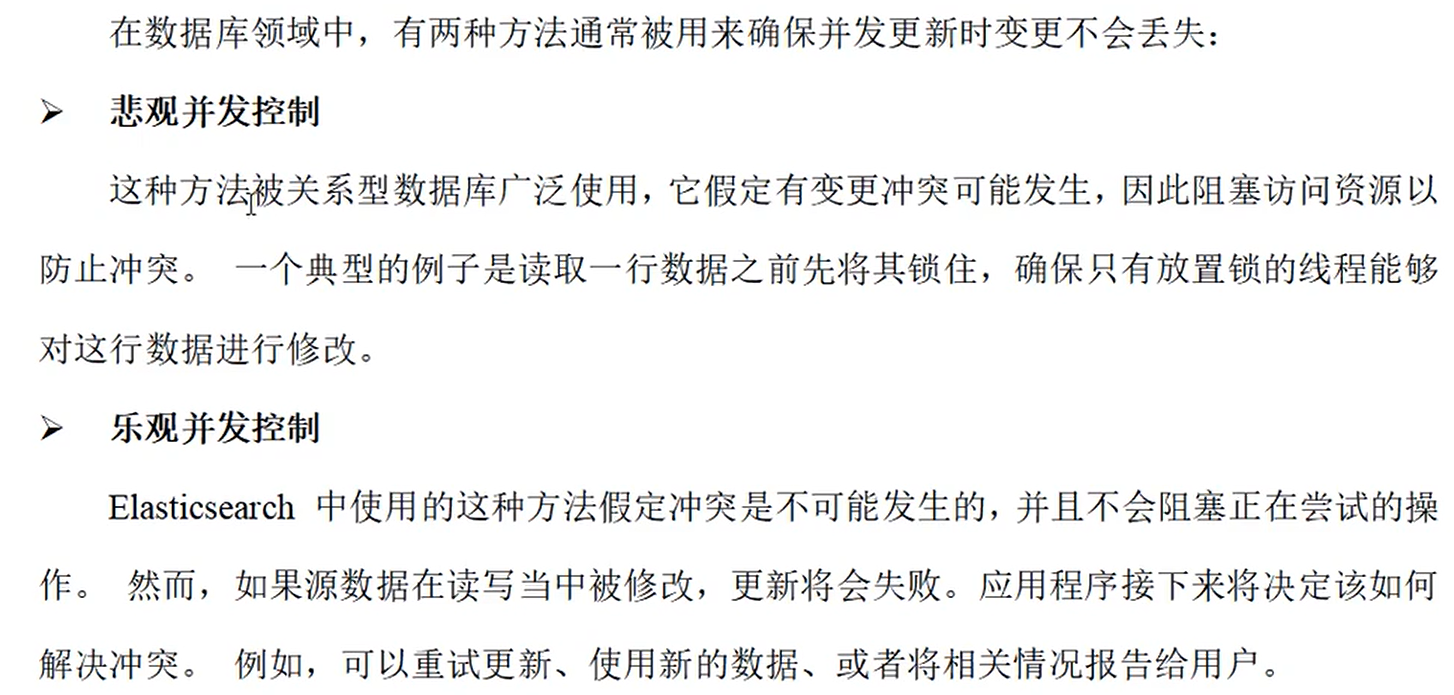 在数据库领域中，有两种方法通常被用来确保并发更新时变更不会丢失：
➢ 悲观并发控制
这种方法被关系型数据库广泛使用，它假定有变更冲突可能发生，因此阻塞访问资源以
防止冲突。 一个典型的例子是读取一行数据之前先将其锁住，确保只有放置锁的线程能够
对这行数据进行修改。
➢ 乐观并发控制
Elasticsearch 中使用的这种方法假定冲突是不可能发生的，并且不会阻塞正在尝试的操
作。 然而，如果源数据在读写当中被修改，更新将会失败。应用程序接下来将决定该如何
解决冲突。 例如，可以重试更新、使用新的数据、或者将相关情况报告给用户。